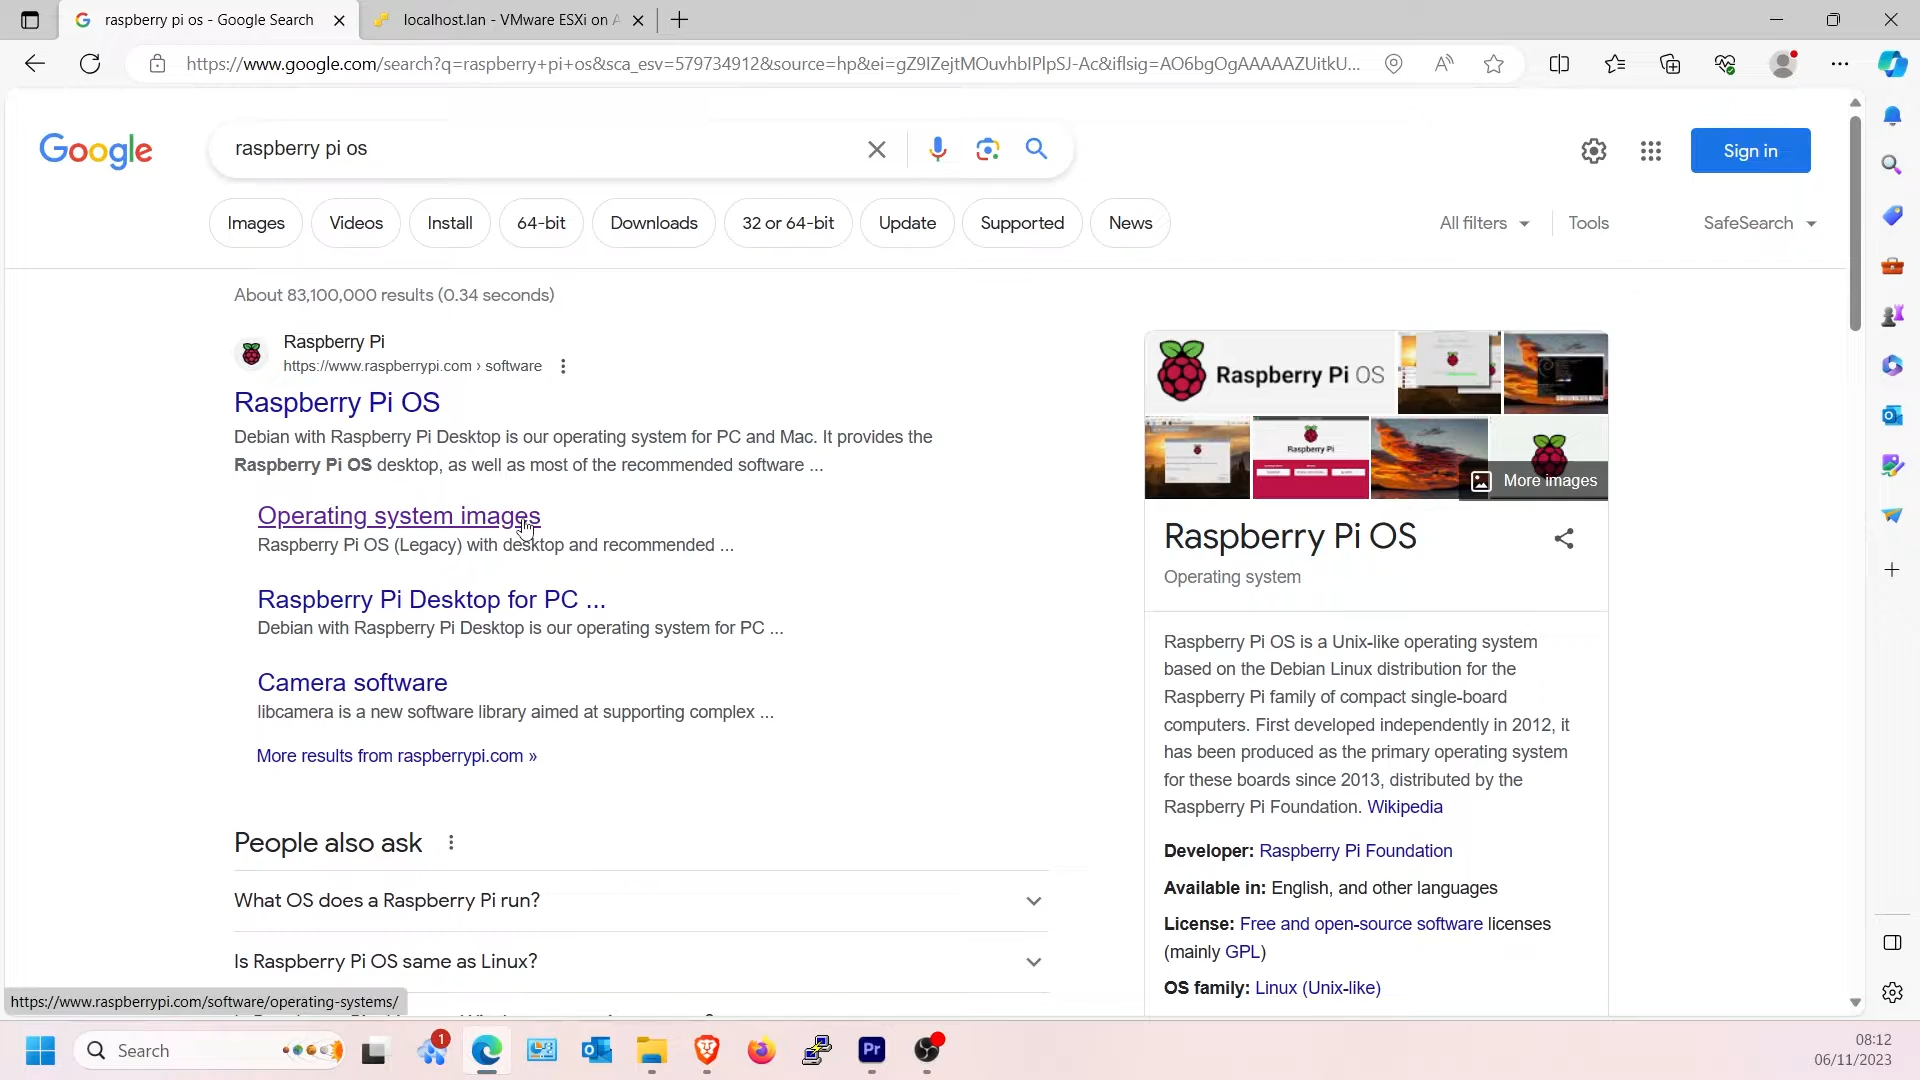 raspberry pi os - Google Search
localhost.lan - VMware ESXi on A
https://www.google.com/search?q=raspberry+pi+os&sca_esv=579734912&source=hp&ei=gZ9IZejtMOuvhbIPlpSJ-Ac&iflsig=AO6bgOgAAAAAZUitkU...
Google
raspberry pi os
Sign in
Images
Videos
Install
64-bit
Downloads
32 or 64-bit
Update
Supported
News
All filters
Tools
SafeSearch
About 83,100,000 results (0.34 seconds)
Raspberry Pi
https://www.raspberrypi.com › software
Raspberry Pi OS
Debian with Raspberry Pi Desktop is our operating system for PC and Mac. It provides the
Raspberry Pi OS desktop, as well as most of the recommended software ...
Operating system images
Raspberry Pi OS (Legacy) with desktop and recommended ...
Raspberry Pi Desktop for PC ...
Debian with Raspberry Pi Desktop is our operating system for PC ...
Camera software
libcamera is a new software library aimed at supporting complex ...
More results from raspberrypi.com »
People also ask
What OS does a Raspberry Pi run?
Is Raspberry Pi OS same as Linux?
Raspberry Pi OS
Raspberry Pi
More images
Raspberry Pi OS
Operating system
Raspberry Pi OS is a Unix-like operating system
based on the Debian Linux distribution for the
Raspberry Pi family of compact single-board
computers. First developed independently in 2012, it
has been produced as the primary operating system
for these boards since 2013, distributed by the
Raspberry Pi Foundation. Wikipedia
Developer: Raspberry Pi Foundation
Available in: English, and other languages
License: Free and open-source software licenses
(mainly GPL)
OS family: Linux (Unix-like)
https://www.raspberrypi.com/software/operating-systems/
Search
1
Pr
08:12
06/11/2023